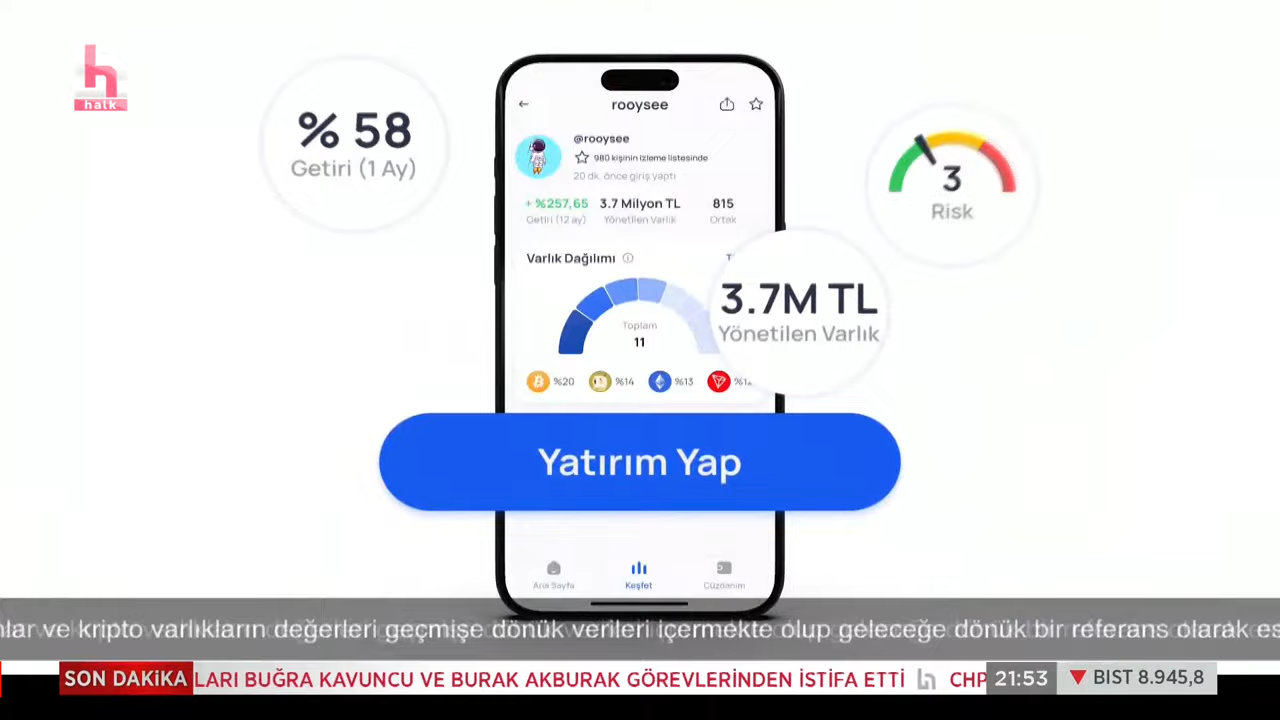 h
halk
% 58
Getiri (1 Ay)
rooysee
@rooysee
980 kişinin izleme listesinde
20 dk. önce giriş yaptı
+ %257,65 3.7 Milyon TL 815
Getiri (12 ay) Yönetilen Varlık Ortak
3
Risk
Varlık Dağılımı
Toplam
11
3.7M TL
Yönetilen Varlık
%20 %14 %13
Yatırım Yap
Ana Sayfa Keşfet Cüzdanım
ve kripto varlıkların değerleri geçmişe dönük verileri içermekte olup geleceğe dönük bir referans olarak
SON DAKİKA LARI BUĞRA KAVUNCU VE BURAK AKBURAK GÖREVLERİNDEN İSTİFA ETTİ h CHP 21:53 BIST 8.945,8